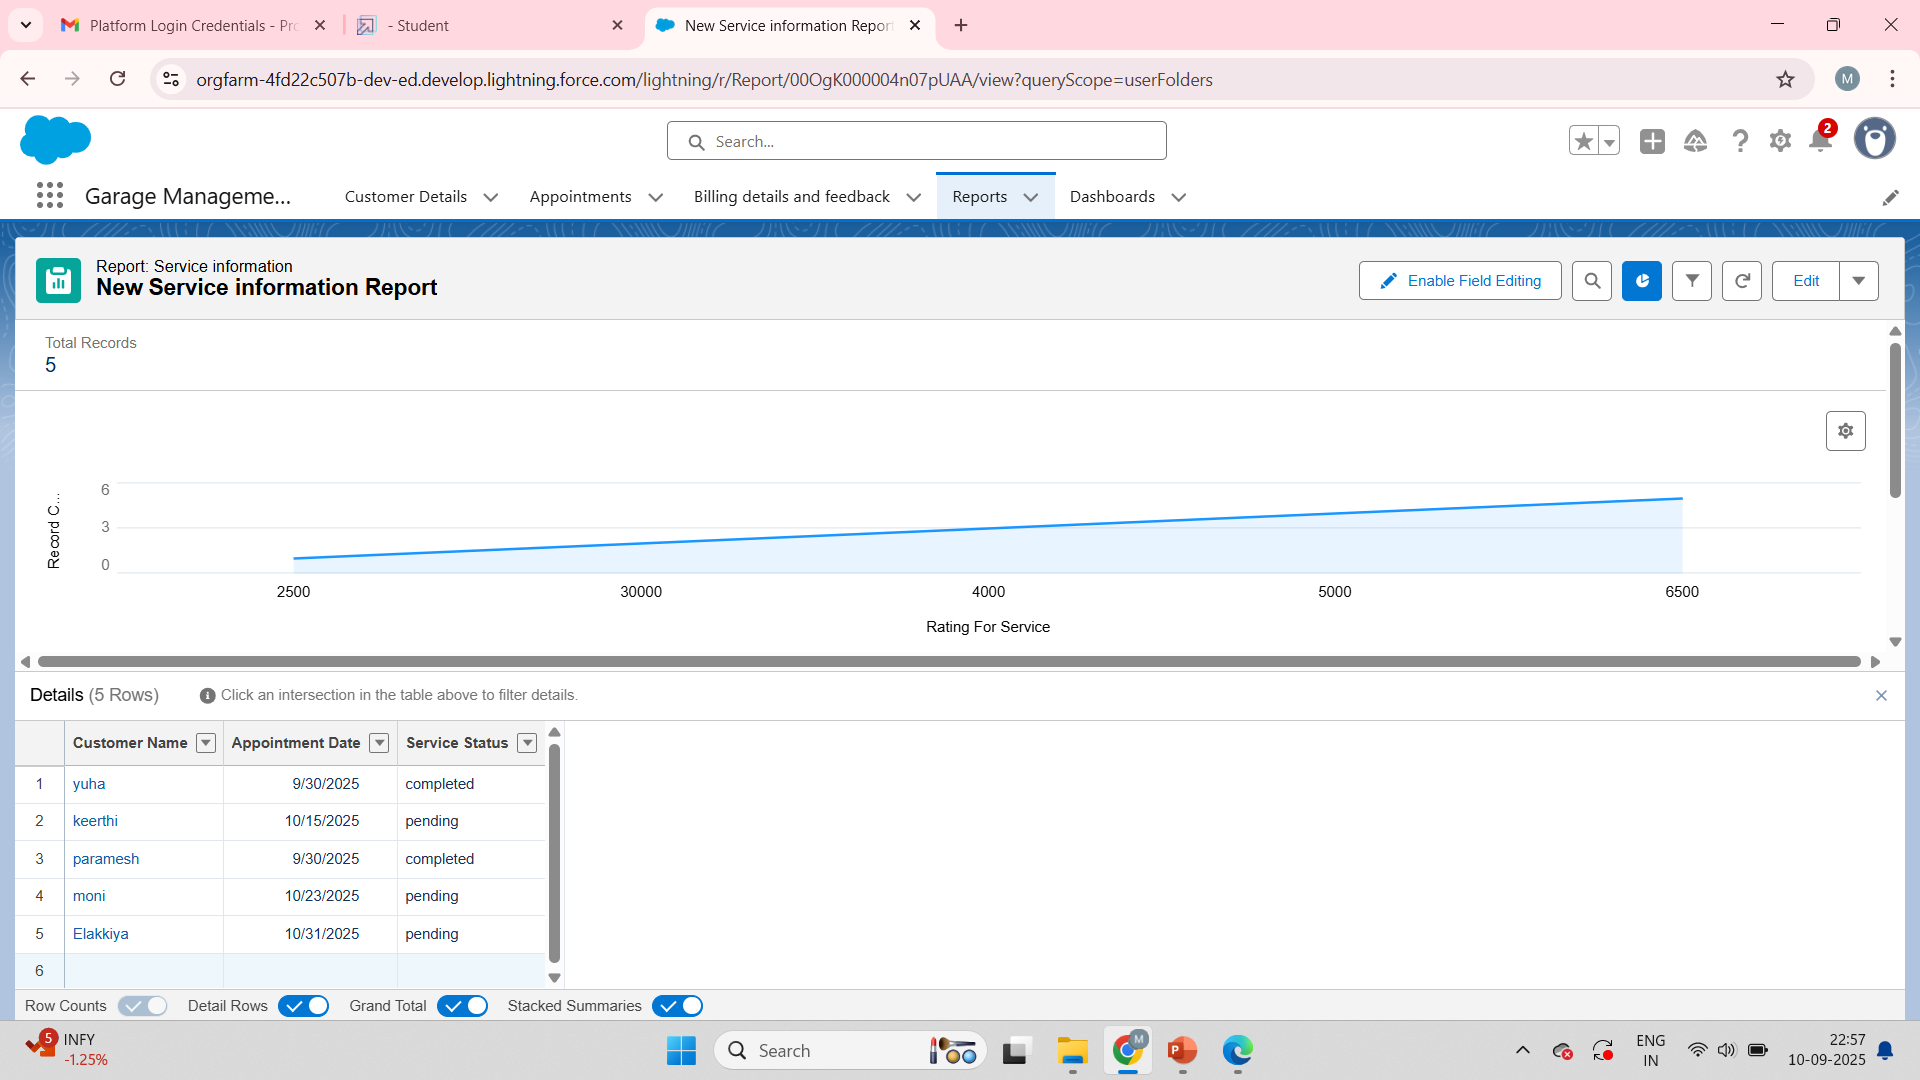 Platform Login Credentials - Pro
- Student
New Service information Report
orgfarm-4fd22c507b-dev-ed.develop.lightning.force.com/lightning/r/Report/00OgK000004n07pUAA/view?queryScope=userFolders
M
Search...
2
Garage Manageme...
Customer Details
Appointments
Billing details and feedback
Reports
Dashboards
Report: Service information
New Service information Report
Enable Field Editing
Edit
Total Records
5
Record C...
6
3
0
2500 30000 4000 5000 6500
Rating For Service
Details (5 Rows)
Click an intersection in the table above to filter details.
Customer Name Appointment Date Service Status
1 yuha 9/30/2025 completed
2 keerthi 10/15/2025 pending
3 paramesh 9/30/2025 completed
4 moni 10/23/2025 pending
5 Elakkiya 10/31/2025 pending
6
Row Counts Detail Rows Grand Total Stacked Summaries
5
INFY
-1.25%
Search
M
P
ENG
IN
22:57
10-09-2025